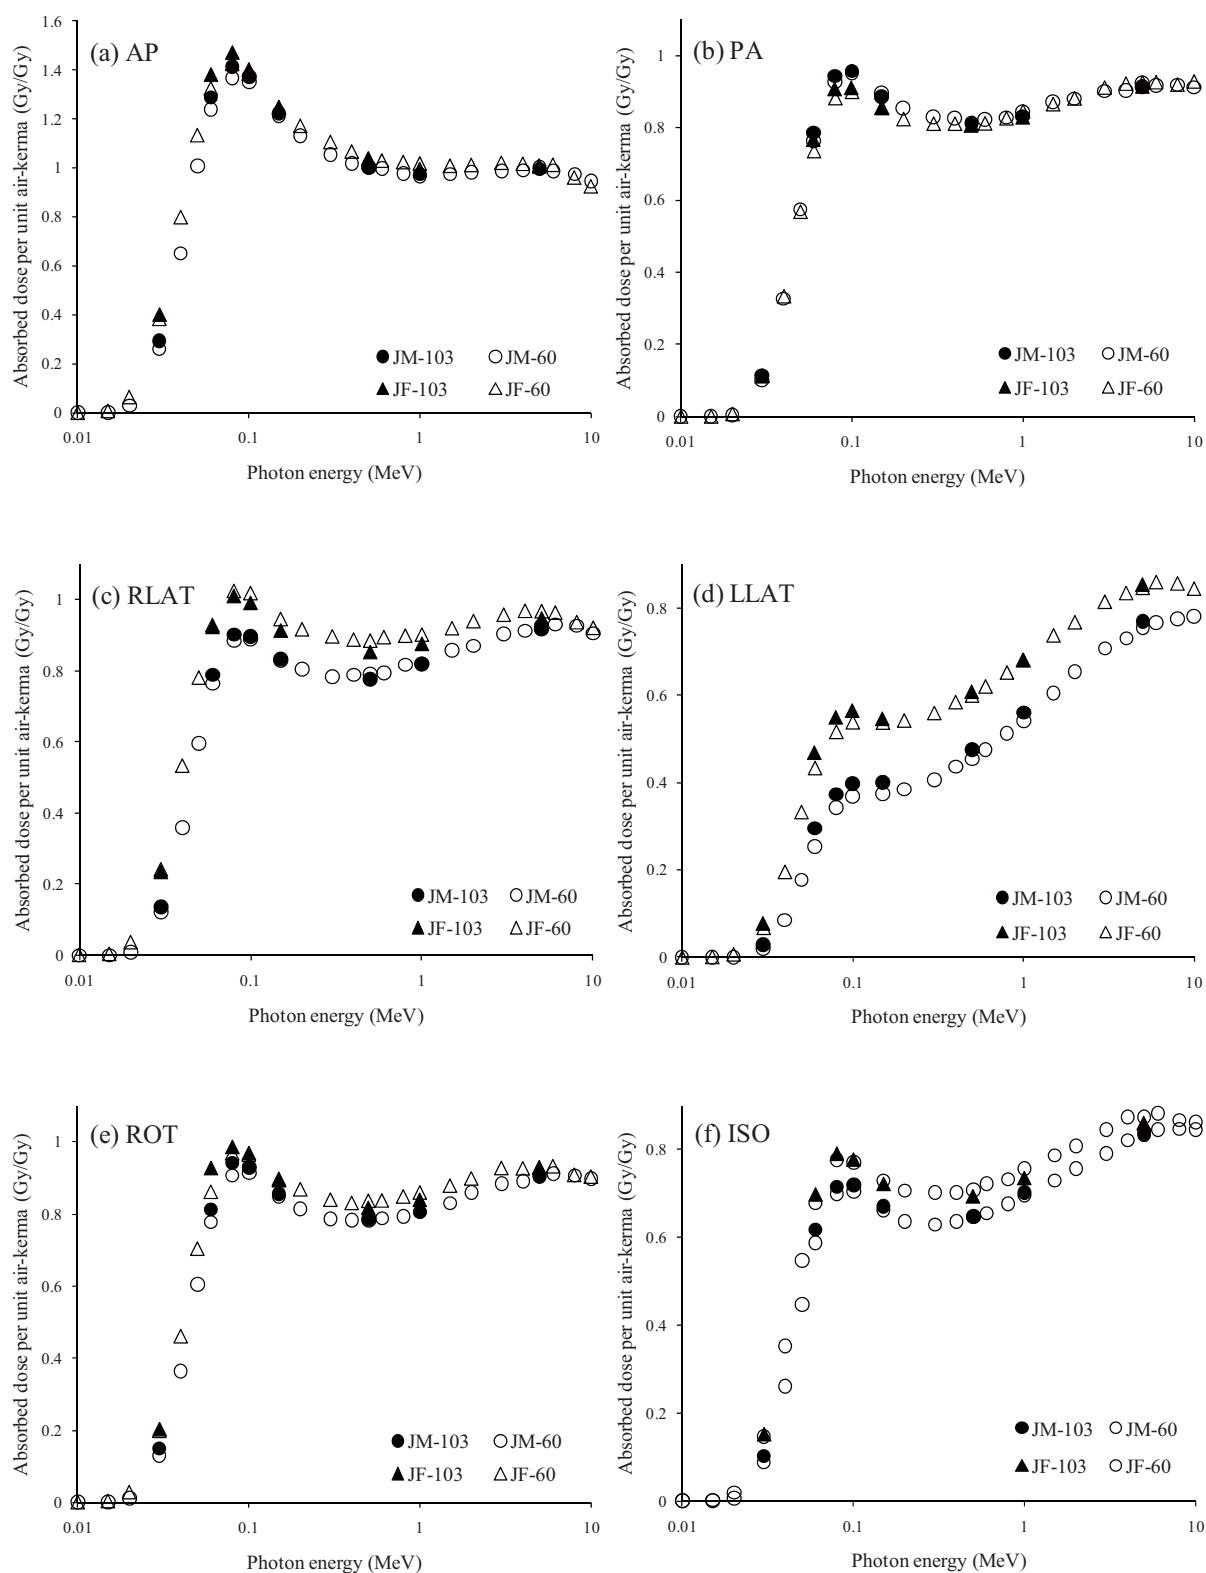 (a) AP
Absorbed dose per unit air-kerma (Gy/Gy)
1.6
1.4
1.2
1
0.8
0.6
0.4
0.2
0
0.01
0.1
1
10
Photon energy (MeV)
JM-103 JM-60
JF-103 JF-60
(b) PA
Absorbed dose per unit air-kerma (Gy/Gy)
1
0.8
0.6
0.4
0.2
0
0.01
0.1
1
10
Photon energy (MeV)
JM-103 JM-60
JF-103 JF-60
(c) RLAT
Absorbed dose per unit air-kerma (Gy/Gy)
1
0.8
0.6
0.4
0.2
0
0.01
0.1
1
10
Photon energy (MeV)
JM-103 JM-60
JF-103 JF-60
(d) LLAT
Absorbed dose per unit air-kerma (Gy/Gy)
0.8
0.6
0.4
0.2
0
0.01
0.1
1
10
Photon energy (MeV)
JM-103 JM-60
JF-103 JF-60
(e) ROT
Absorbed dose per unit air-kerma (Gy/Gy)
1
0.8
0.6
0.4
0.2
0
0.01
0.1
1
10
Photon energy (MeV)
JM-103 JM-60
JF-103 JF-60
(f) ISO
Absorbed dose per unit air-kerma (Gy/Gy)
0.8
0.6
0.4
0.2
0
0.01
0.1
1
10
Photon energy (MeV)
JM-103 JM-60
JF-103 JF-60